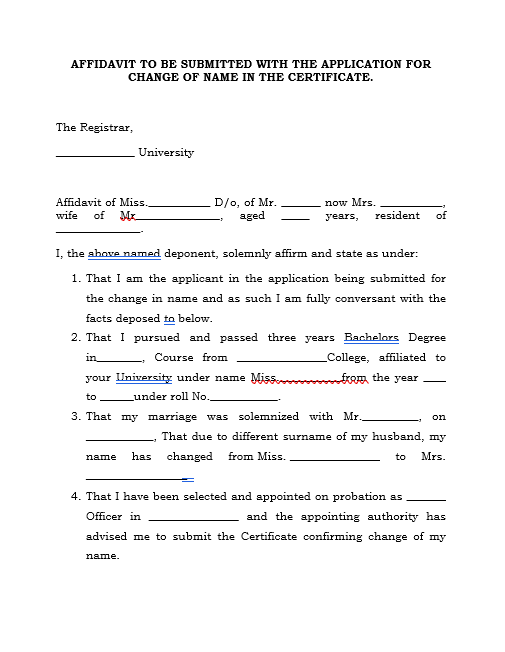 AFFIDAVIT TO BE SUBMITTED WITH THE APPLICATION FOR
CHANGE OF NAME IN THE CERTIFICATE.
The Registrar,
_____________ University
Affidavit of Miss.__________ D/o, of Mr. ______ now Mrs. __________,
wife of Mr.______________, aged ____ years, resident of
______________.
I, the above named deponent, solemnly affirm and state as under:
1. That I am the applicant in the application being submitted for
the change in name and as such I am fully conversant with the
facts deposed to below.
2. That I pursued and passed three years Bachelors Degree
in_______, Course from _______________College, affiliated to
your University under name Miss.__________from the year ____
to ____under roll No.___________.
3. That my marriage was solemnized with Mr._________, on
___________, That due to different surname of my husband, my
name has changed from Miss. _______________ to Mrs.
________________
4. That I have been selected and appointed on probation as ______
Officer in _______________ and the appointing authority has
advised me to submit the Certificate confirming change of my
name.